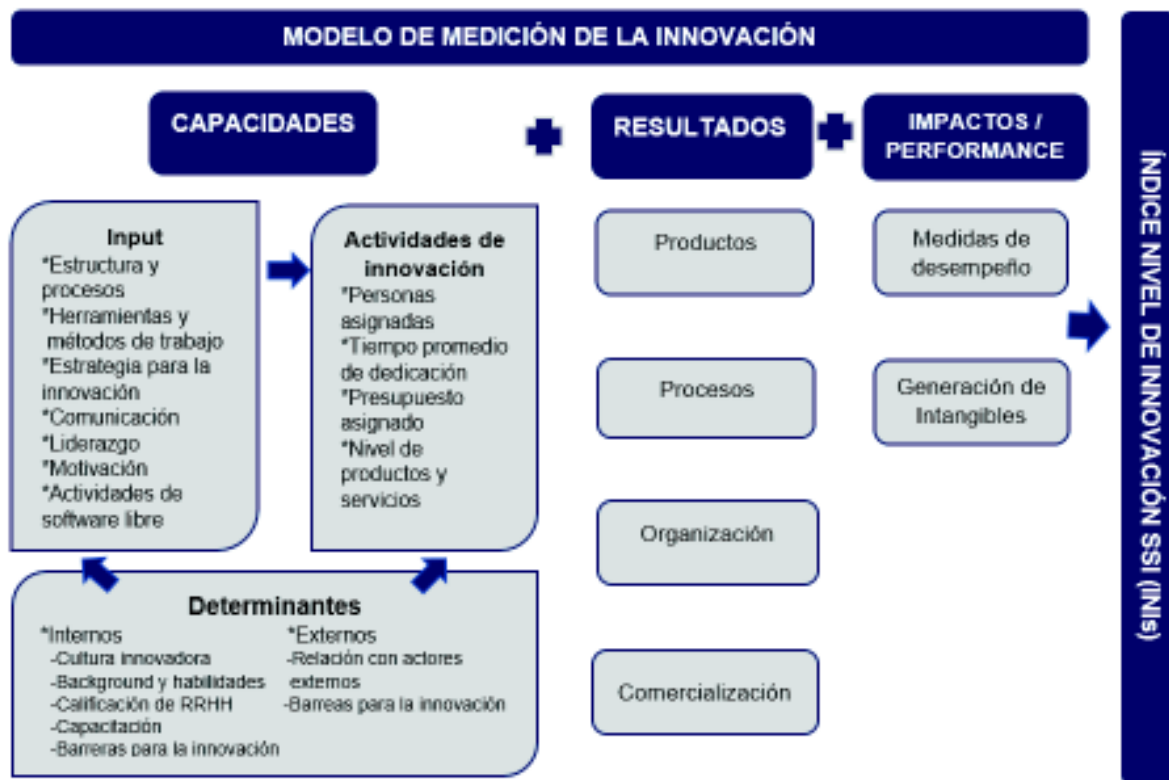 MODELO DE MEDICIÓN DE LA INNOVACIÓN
CAPACIDADES
Input
*Estructura y
procesos
*Herramientas y
métodos de trabajo
*Estrategia para la
innovación
*Comunicación
*Liderazgo
*Motivación
*Actividades de
software libre
Actividades de
innovación
*Personas
asignadas
*Tiempo promedio
de dedicación
*Presupuesto
asignado
*Nivel de
productos y
servicios
Determinantes
*Internos
-Cultura innovadora
-Background y habilidades
-Calificación de RRHH
-Capacitación
-Barreras para la innovación
*Externos
-Relación con actores
externos
-Barreas para la innovación
RESULTADOS
Productos
Procesos
Organización
Comercialización
IMPACTOS /
PERFORMANCE
Medidas de
desempeño
Generación de
Intangibles
ÍNDICE NIVEL DE INNOVACIÓN SSI (INIs)